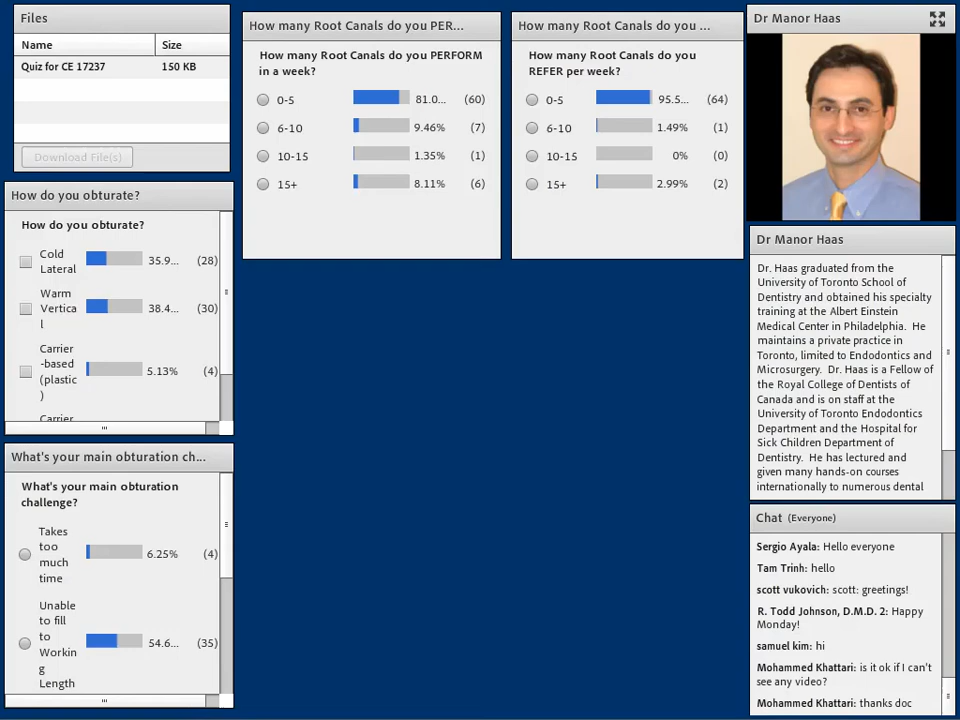 Files
Name Size
Quiz for CE 17237 150 KB
Download File(s)
How do you obturate?
How do you obturate?
Cold
Lateral
35.9... (28)
Warm
Vertica
l
38.4... (30)
Carrier
-based
(plastic
)
5.13% (4)
Carrier
What's your main obturation ch...
What's your main obturation
challenge?
Takes
too
much
time
6.25% (4)
Unable
to fill
to
Workin
g
Length
54.6... (35)
How many Root Canals do you PER...
How many Root Canals do you PERFORM
in a week?
0-5 81.0... (60)
6-10 9.46% (7)
10-15 1.35% (1)
15+ 8.11% (6)
How many Root Canals do you ...
How many Root Canals do you
REFER per week?
0-5 95.5... (64)
6-10 1.49% (1)
10-15 0% (0)
15+ 2.99% (2)
Dr Manor Haas
Dr Manor Haas
Dr. Haas graduated from the
University of Toronto School of
Dentistry and obtained his specialty
training at the Albert Einstein
Medical Center in Philadelphia. He
maintains a private practice in
Toronto, limited to Endodontics and
Microsurgery. Dr. Haas is a Fellow of
the Royal College of Dentists of
Canada and is on staff at the
University of Toronto Endodontics
Department and the Hospital for
Sick Children Department of
Dentistry. He has lectured and
given many hands-on courses
internationally to numerous dental
Chat (Everyone)
Sergio Ayala: Hello everyone
Tam Trinh: hello
scott vukovich: scott: greetings!
R. Todd Johnson, D.M.D. 2: Happy
Monday!
samuel kim: hi
Mohammed Khattari: is it ok if I can't
see any video?
Mohammed Khattari: thanks doc